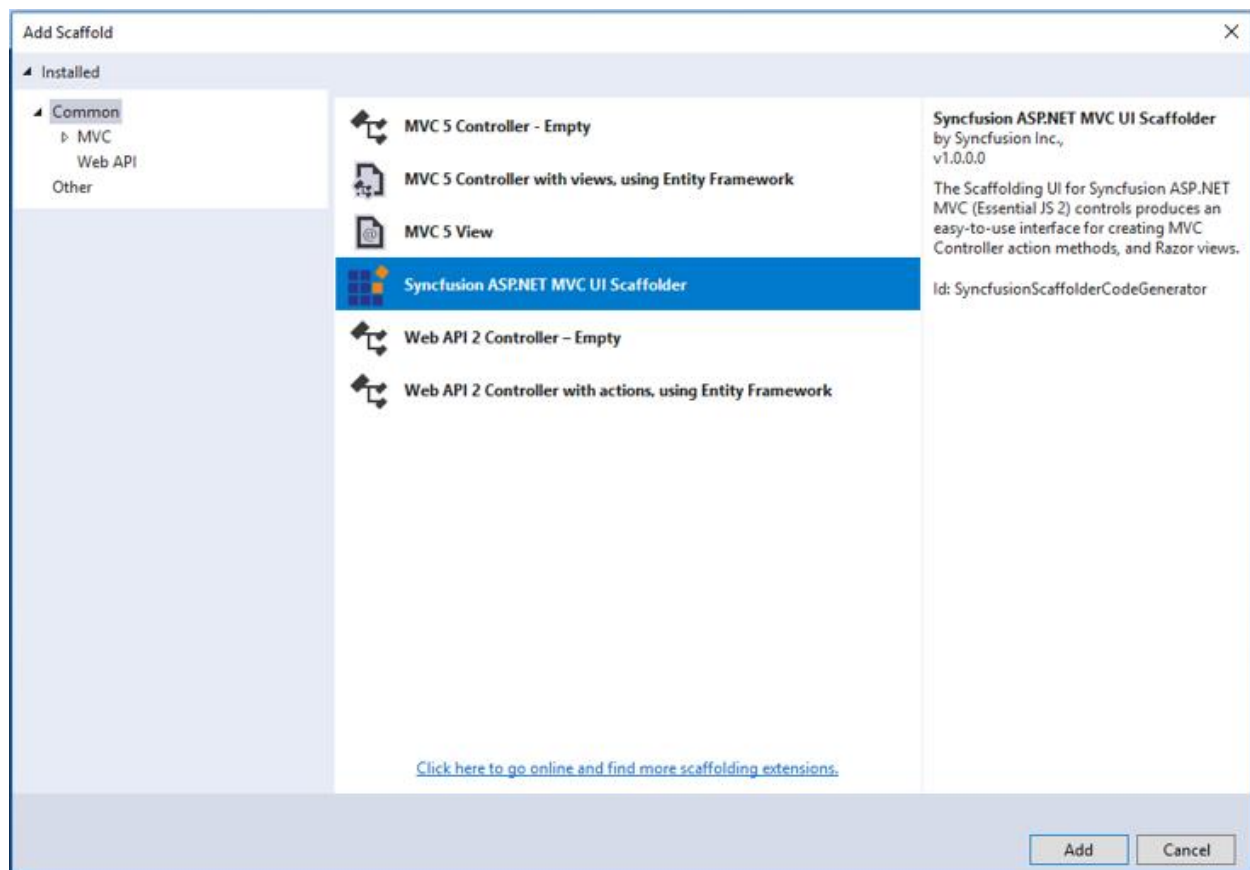 Add Scaffold
Installed
Common
MVC
Web API
Other
MVC 5 Controller - Empty
MVC 5 Controller with views, using Entity Framework
MVC 5 View
Syncfusion ASP.NET MVC UI Scaffolder
Web API 2 Controller – Empty
Web API 2 Controller with actions, using Entity Framework
Click here to go online and find more scaffolding extensions.
Syncfusion ASP.NET MVC UI Scaffolder
by Syncfusion Inc.,
v1.0.0.0
The Scaffolding UI for Syncfusion ASP.NET
MVC (Essential JS 2) controls produces an
easy-to-use interface for creating MVC
Controller action methods, and Razor views.
Id: SyncfusionScaffolderCodeGenerator
Add
Cancel